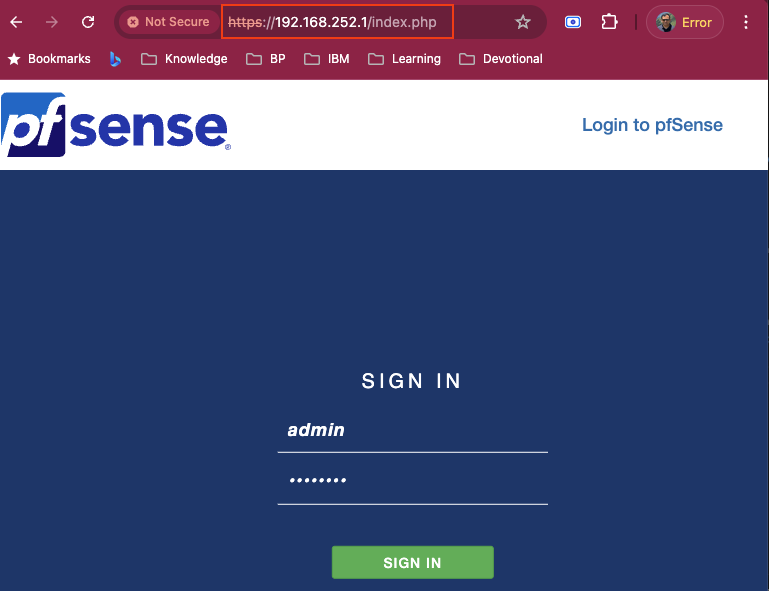 Not Secure https://192.168.252.1/index.php Error
Bookmarks Knowledge BP IBM Learning Devotional
pfsense® Login to pfSense
SIGN IN
admin
••••••••
SIGN IN